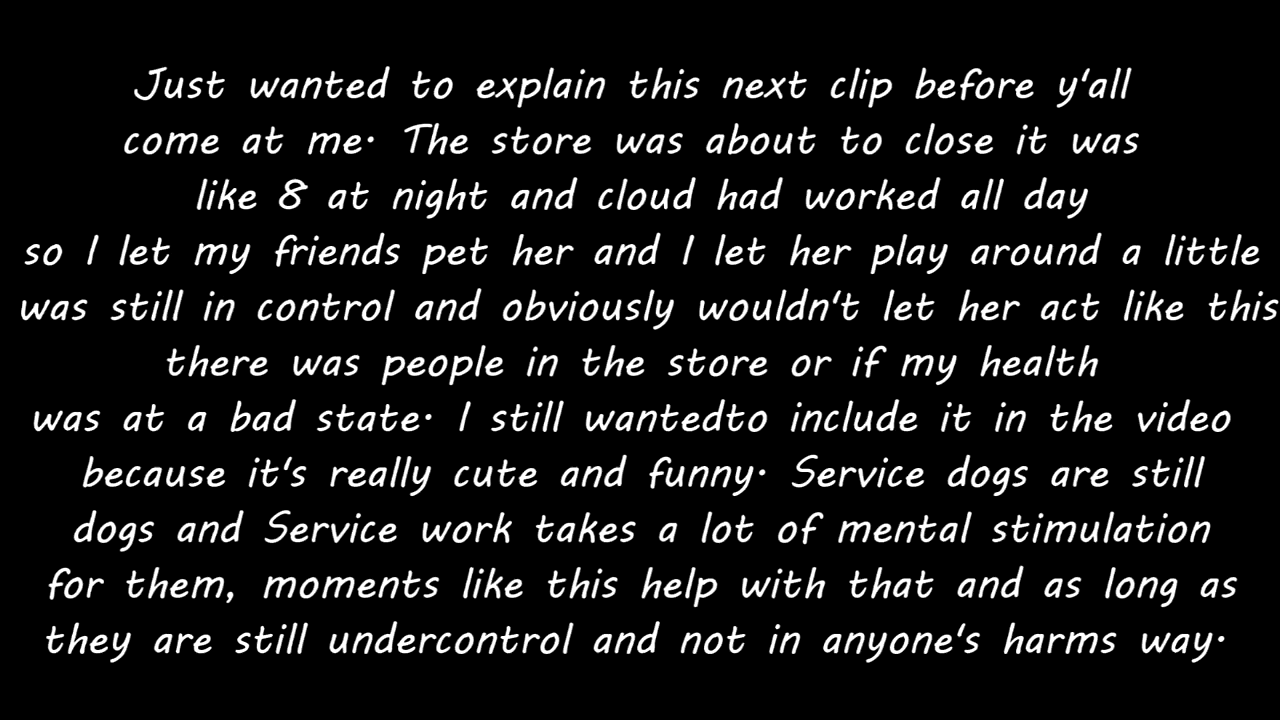 Just wanted to explain this next clip before y'all
come at me. The store was about to close it was
like 8 at night and cloud had worked all day
so I let my friends pet her and I let her play around a little
was still in control and obviously wouldn't let her act like this
there was people in the store or if my health
was at a bad state. I still wantedto include it in the video
because it's really cute and funny. Service dogs are still
dogs and Service work takes a lot of mental stimulation
for them, moments like this help with that and as long as
they are still undercontrol and not in anyone's harms way.